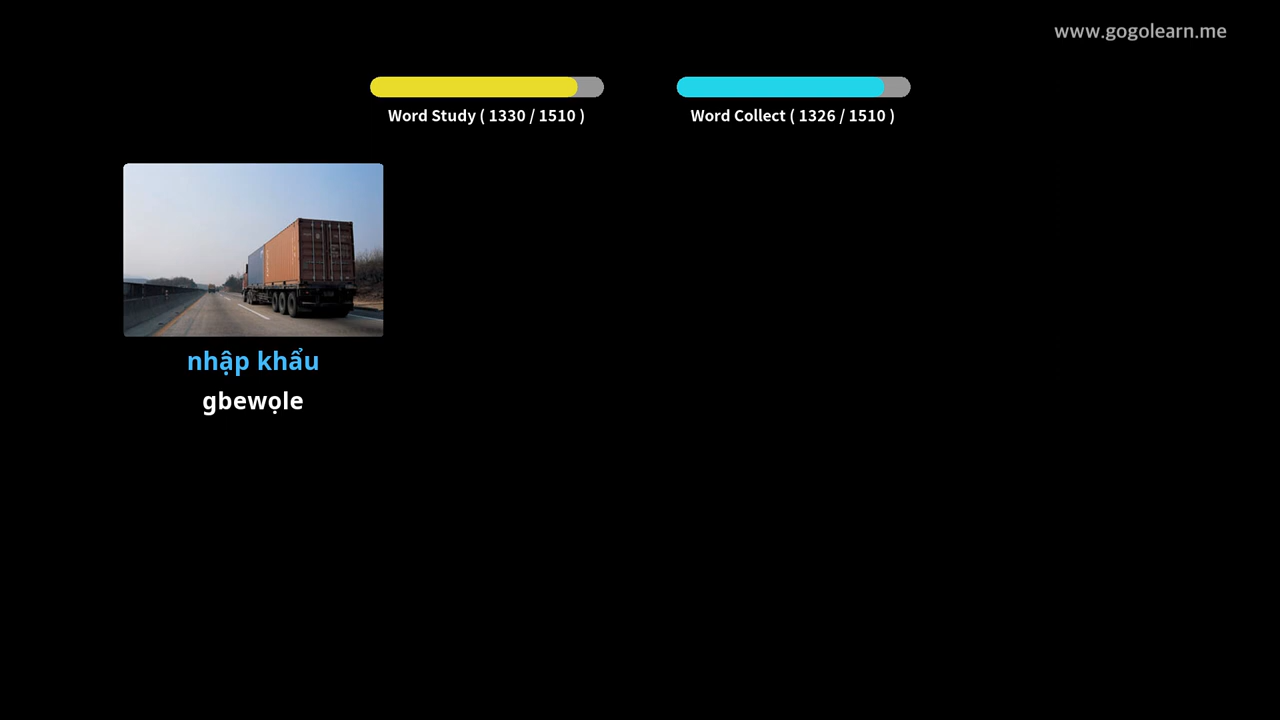 www.gogolearn.me
Word Study ( 1330 / 1510 )
Word Collect ( 1326 / 1510 )
nhập khẩu
gbewọle